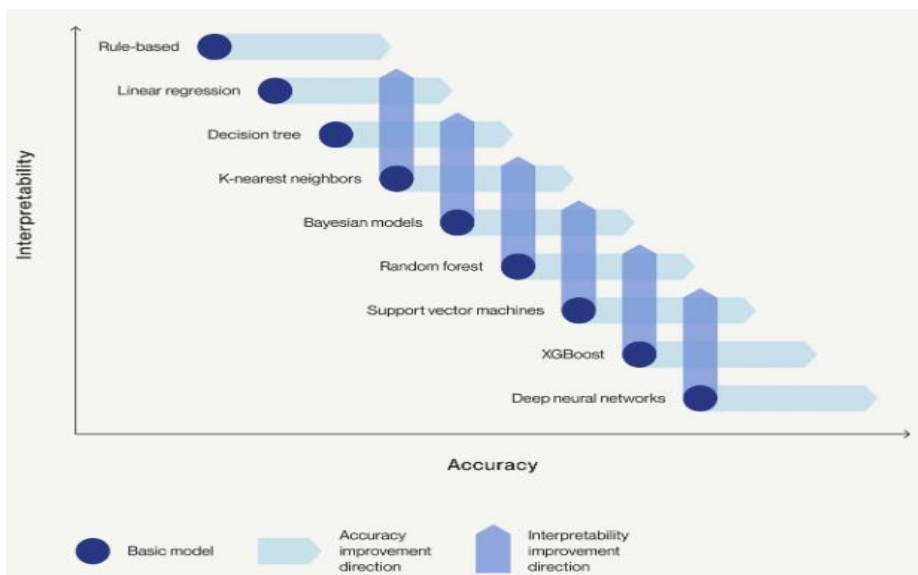 Rule-based
Linear regression
Decision tree
K-nearest neighbors
Bayesian models
Random forest
Support vector machines
XGBoost
Deep neural networks
Interpretability
Accuracy
Basic model
Accuracy
improvement
direction
Interpretability
improvement
direction